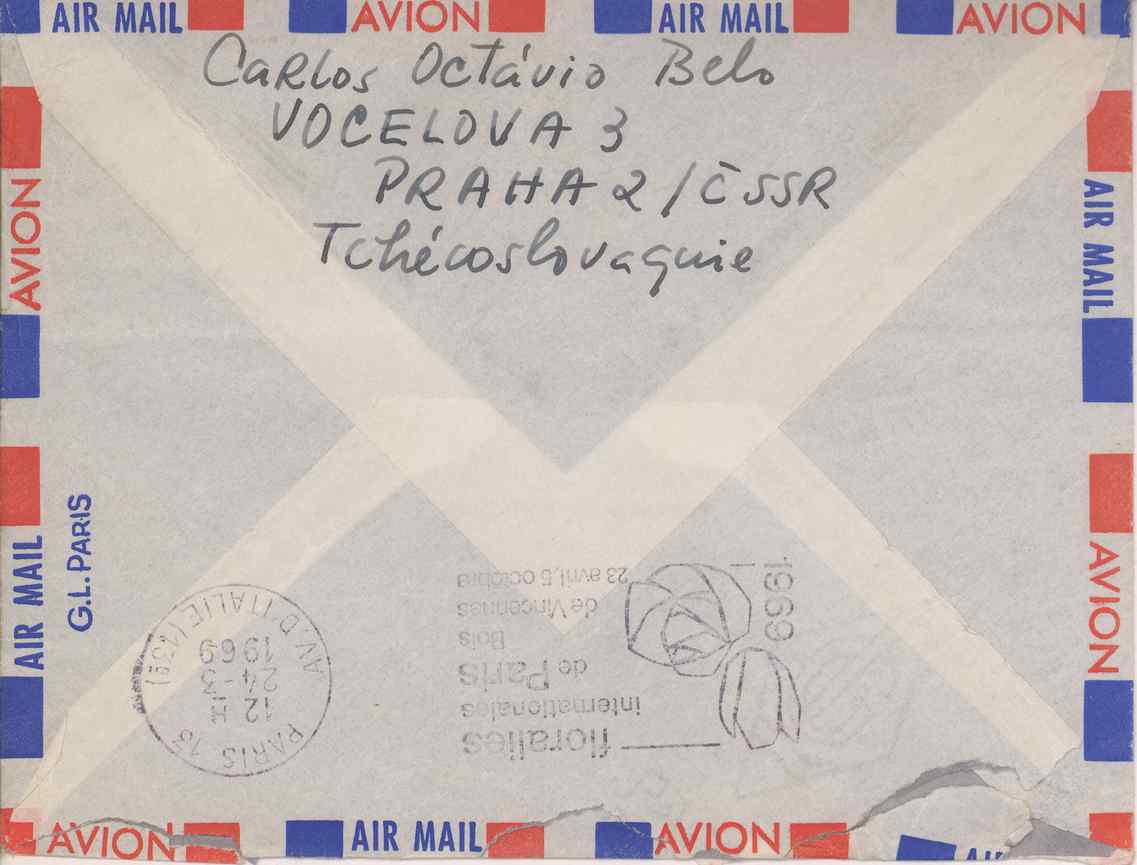 AIR MAIL AVION AIR MAIL AVION
Carlos Octávio Belo
VOCELOVA 3
PRAHA 2 / ČSSR
Tchécoslovaquie
AVION
AIR MAIL
G.L. PARIS
AIR MAIL
AVION
PARIS 13
12 H
24-3
1969
AV. D'ITALIE (13e)
floralies
internationales
de Paris
Bois
de Vincennes
23 avril, 5 octobre
1969
AVION AIR MAIL AVION AIR